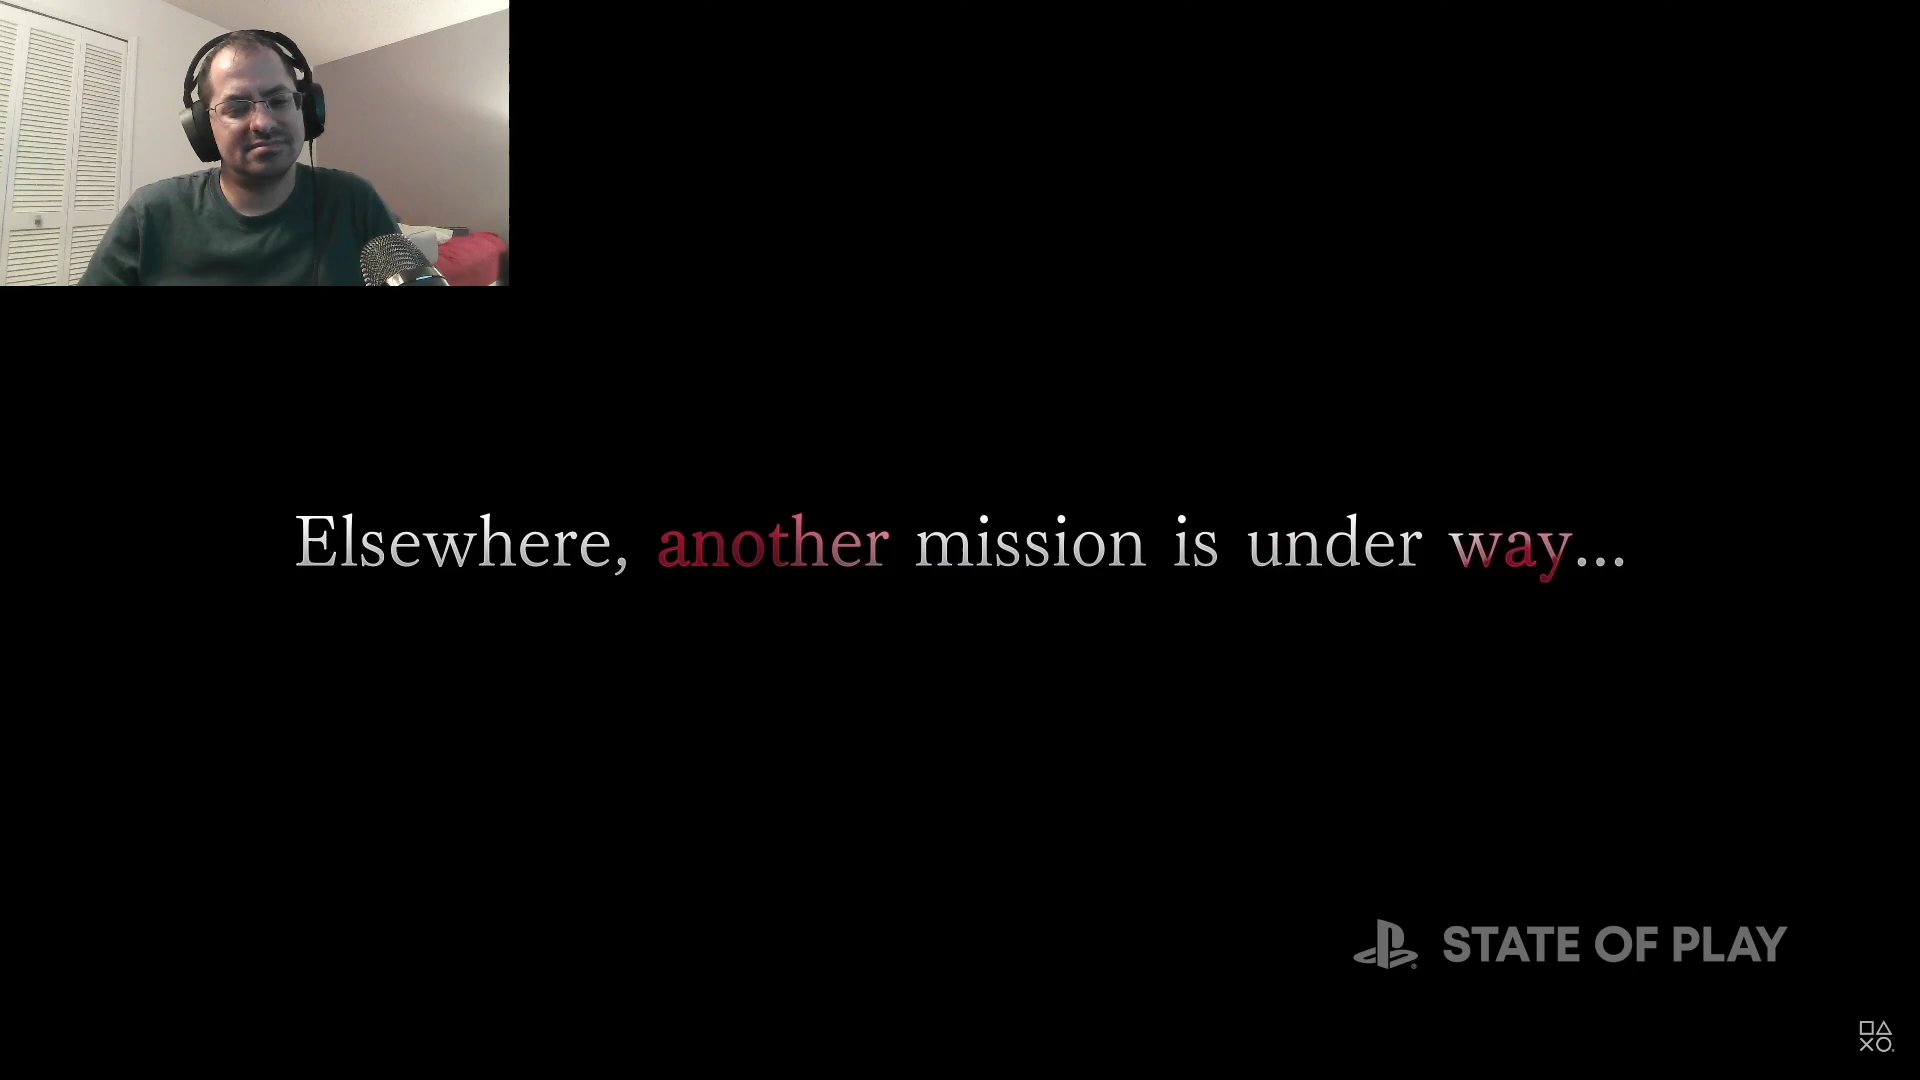 Elsewhere, another mission is under way...
STATE OF PLAY